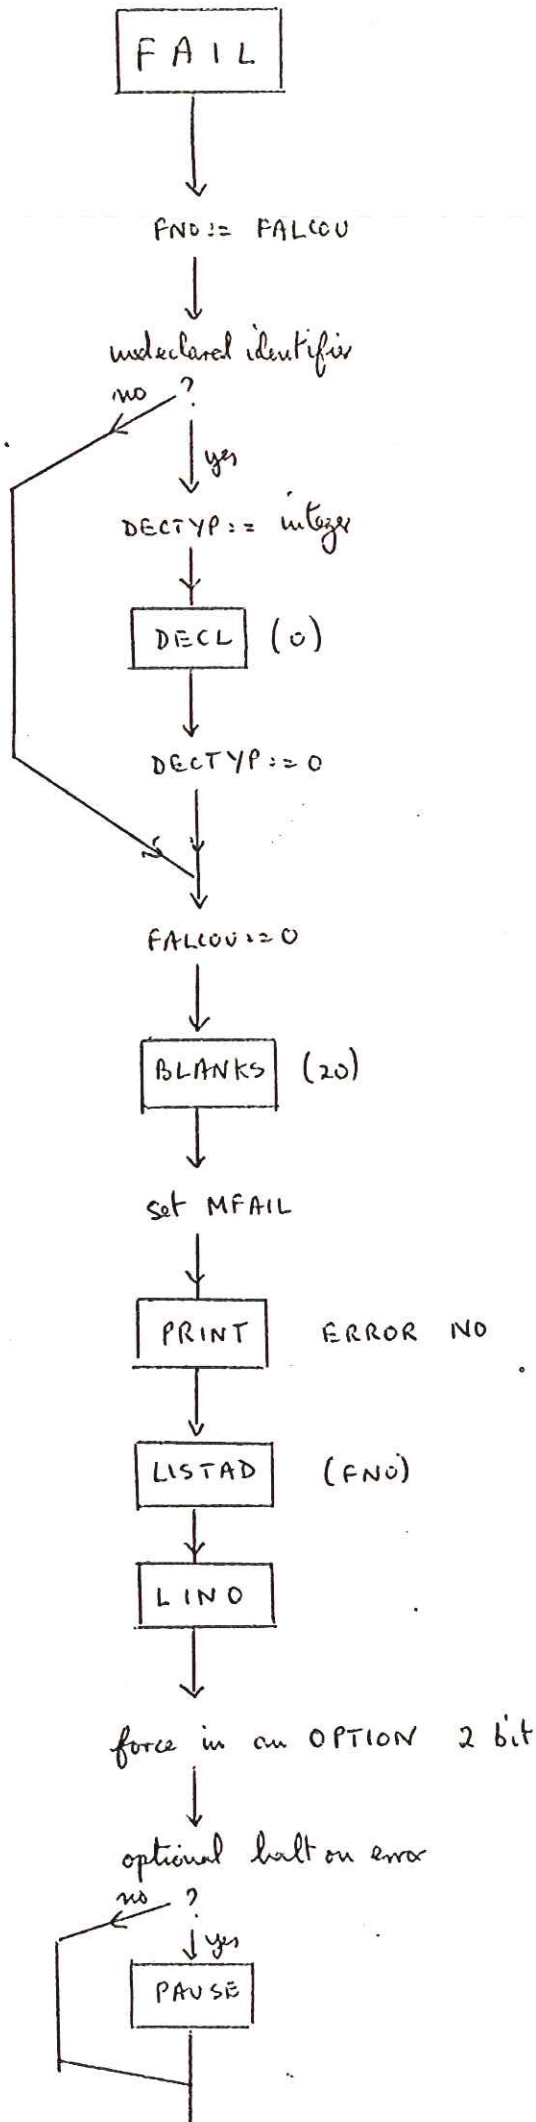 FAIL
FNO:= FALCOU
undeclared identifier
?
no
yes
DECTYP:= integer
DECL (0)
DECTYP:=0
FALCOU:=0
BLANKS (20)
set MFAIL
PRINT ERROR NO
LISTAD (FNO)
LINO
force in an OPTION 2 bit
optional halt on error
no ?
yes
PAUSE